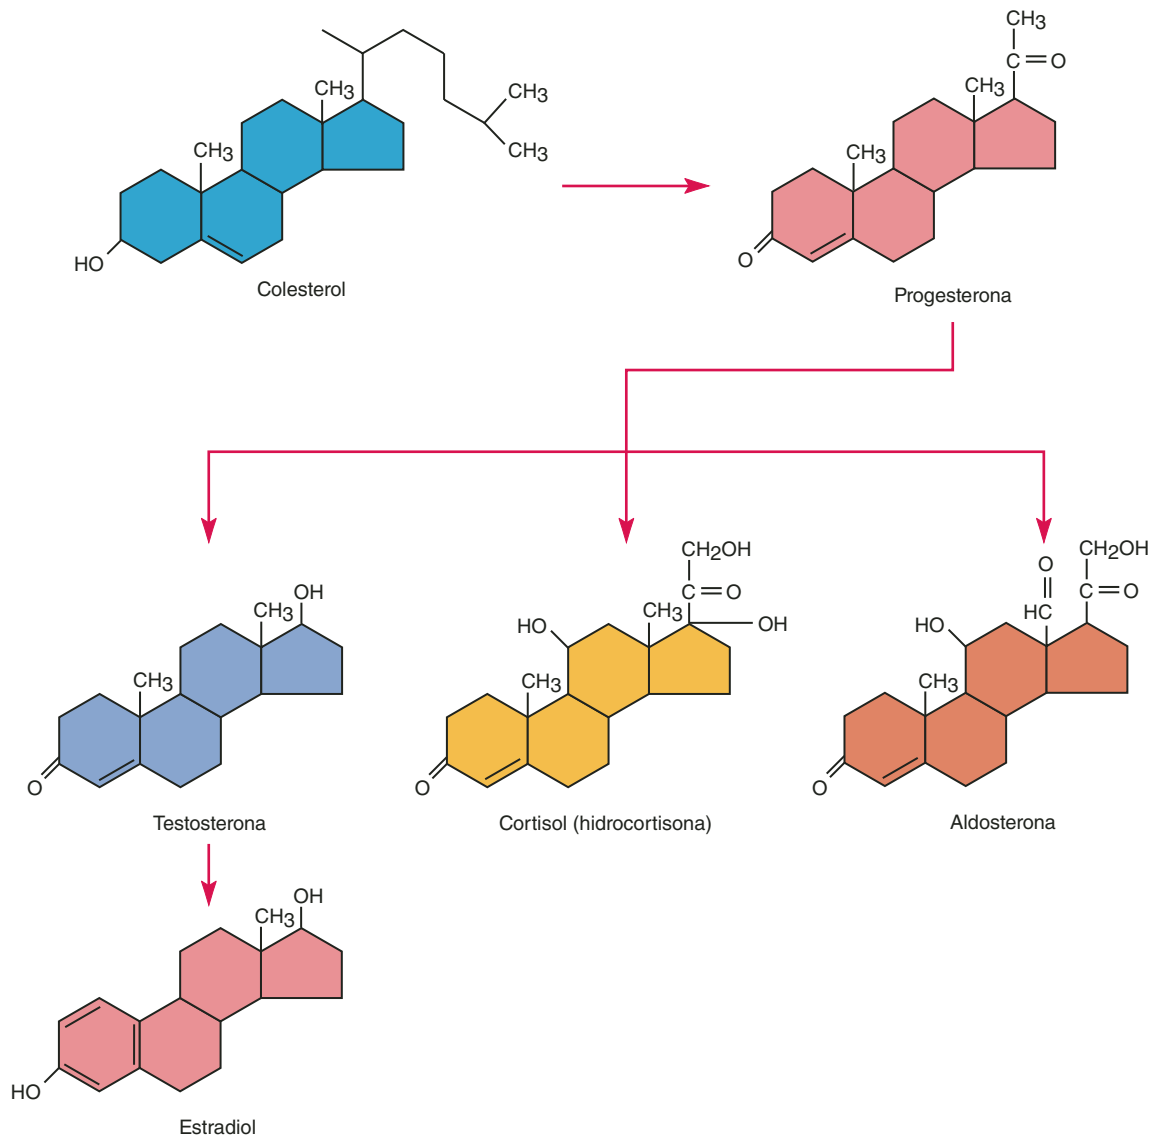 CH3
C=O
CH3
CH3
CH3
CH3
CH3
CH3
HO
O
Colesterol
Progesterona
CH2OH
CH2OH
O
C=O
C=O
OH
HC
CH3
CH3
OH
HO
HO
CH3
CH3
CH3
O
O
O
Testosterona
Cortisol (hidrocortisona)
Aldosterona
OH
CH3
HO
Estradiol